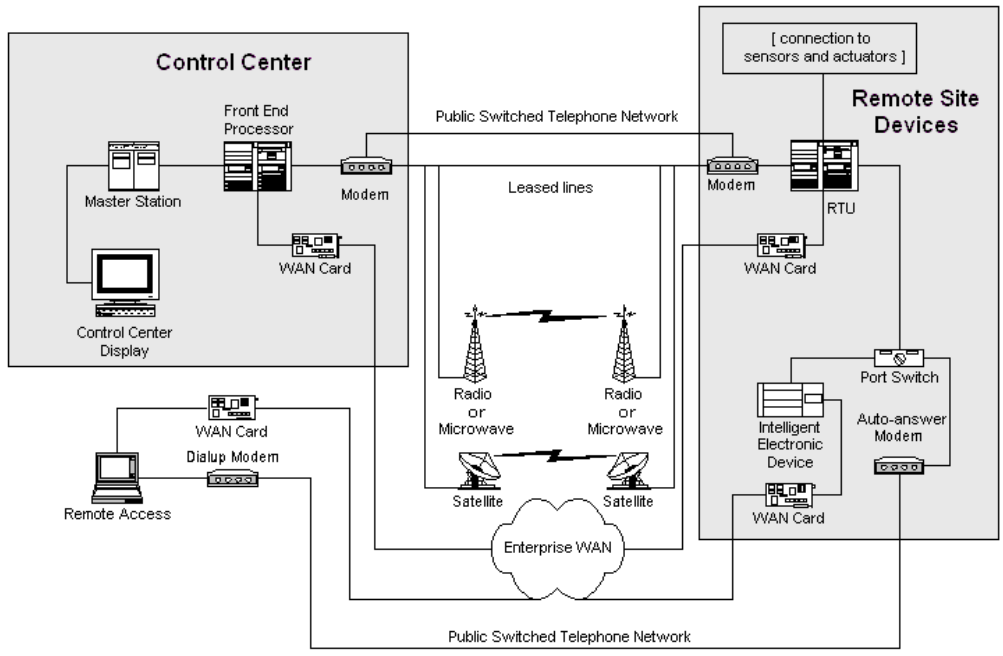 [ connection to
sensors and actuators ]
Control Center
Remote Site
Devices
Front End
Processor
Public Switched Telephone Network
Master Station
Modem
Leased lines
Modem
RTU
WAN Card
WAN Card
Control Center
Display
Radio
or
Microwave
Radio
or
Microwave
Port Switch
Intelligent
Electronic
Device
Auto-answer
Modem
WAN Card
Dialup Modem
Remote Access
Satellite
Satellite
WAN Card
Enterprise WAN
Public Switched Telephone Network